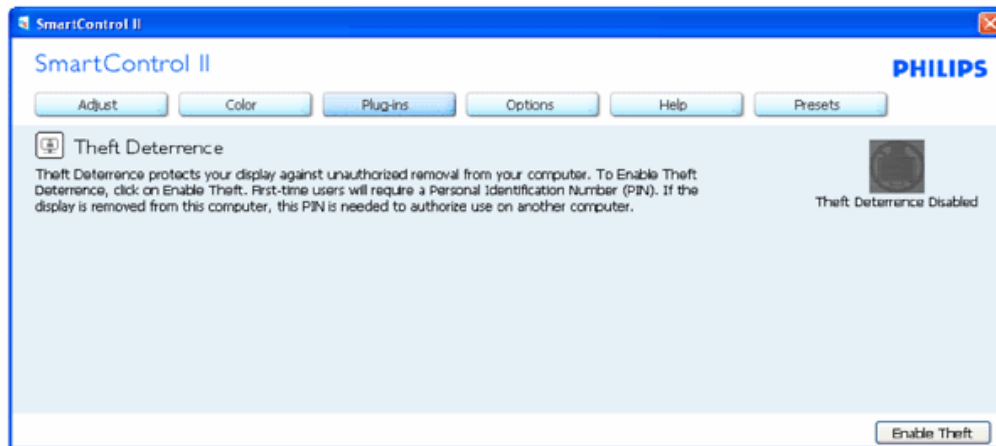 SmartControl II
SmartControl II
PHILIPS
Adjust Color Plug-ins Options Help Presets
Theft Deterrence
Theft Deterrence protects your display against unauthorized removal from your computer. To Enable Theft
Deterrence, click on Enable Theft. First-time users will require a Personal Identification Number (PIN). If the
display is removed from this computer, this PIN is needed to authorize use on another computer.
Theft Deterrence Disabled
Enable Theft